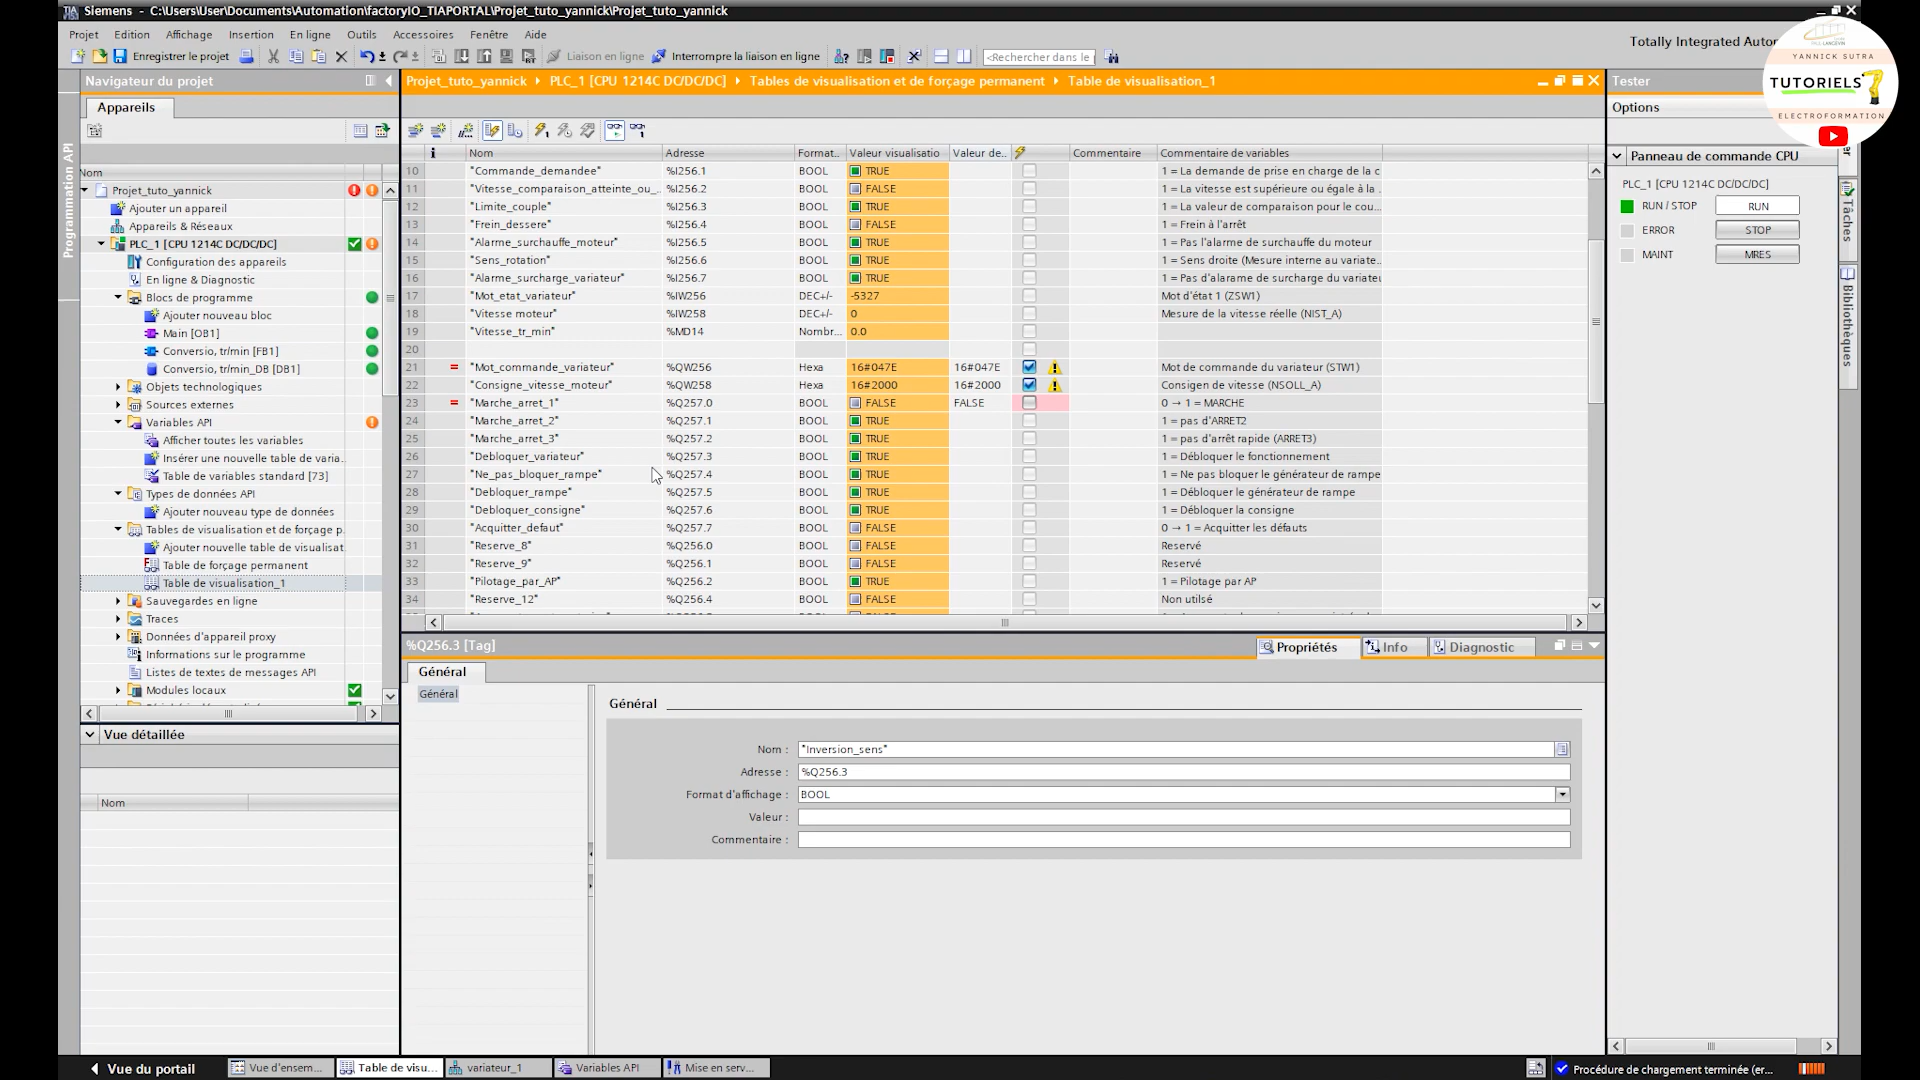 Siemens - C:\Users\User\Documents\Automation\factoryIO_TIAPORTAL\Projet_tuto_yannick\Projet_tuto_yannick
Projet Edition Affichage Insertion En ligne Outils Accessoires Fenêtre Aide
Enregistrer le projet Liaison en ligne Interrompre la liaison en ligne <Rechercher dans le
Totally Integrated Autor
YANNICK SUTRA
TUTORIELS
ELECTROFORMATION
Navigateur du projet
Appareils
Programmation API
Nom
Projet_tuto_yannick
Ajouter un appareil
Appareils & Réseaux
PLC_1 [CPU 1214C DC/DC/DC]
Configuration des appareils
En ligne & Diagnostic
Blocs de programme
Ajouter nouveau bloc
Main [OB1]
Conversio, tr/min [FB1]
Conversio, tr/min_DB [DB1]
Objets technologiques
Sources externes
Variables API
Afficher toutes les variables
Insérer une nouvelle table de varia..
Table de variables standard [73]
Types de données API
Ajouter nouveau type de données
Tables de visualisation et de forçage p.
Ajouter nouvelle table de visualisat
Table de forçage permanent
Table de visualisation_1
Sauvegardes en ligne
Traces
Données d'appareil proxy
Informations sur le programme
Listes de textes de messages API
Modules locaux
Vue détaillée
Nom
Projet_tuto_yannick PLC_1 [CPU 1214C DC/DC/DC] Tables de visualisation et de forçage permanent Table de visualisation_1
i Nom Adresse Format.. Valeur visualisatio Valeur de.. Commentaire Commentaire de variables
10 "Commande_demandee" %I256.1 BOOL TRUE 1 = La demande de prise en charge de la c
11 "Vitesse_comparaison_atteinte_ou_.. %I256.2 BOOL FALSE 1 = La vitesse est supérieure ou égale à la .
12 "Limite_couple" %I256.3 BOOL TRUE 1 = La valeur de comparaison pour le cou...
13 "Frein_dessere" %I256.4 BOOL FALSE 1 = Frein à l'arrêt
14 "Alarme_surchauffe_moteur" %I256.5 BOOL TRUE 1 = Pas l'alarme de surchauffe du moteur
15 "Sens_rotation" %I256.6 BOOL TRUE 1 = Sens droite (Mesure interne au variate..
16 "Alarme_surcharge_variateur" %I256.7 BOOL TRUE 1 = Pas d'alarame de surcharge du variateu
17 "Mot_etat_variateur" %IW256 DEC+/- -5327 Mot d'état 1 (ZSW1)
18 "Vitesse moteur" %IW258 DEC+/- 0 Mesure de la vitesse réelle (NIST_A)
19 "Vitesse_tr_min" %MD14 Nombr... 0.0
20
21 "Mot_commande_variateur" %QW256 Hexa 16#047E 16#047E Mot de commande du variateur (STW1)
22 "Consigne_vitesse_moteur" %QW258 Hexa 16#2000 16#2000 Consigen de vitesse (NSOLL_A)
23 "Marche_arret_1" %Q257.0 BOOL FALSE FALSE 0 → 1 = MARCHE
24 "Marche_arret_2" %Q257.1 BOOL TRUE 1 = pas d'ARRET2
25 "Marche_arret_3" %Q257.2 BOOL TRUE 1 = pas d'arrêt rapide (ARRET3)
26 "Debloquer_variateur" %Q257.3 BOOL TRUE 1 = Débloquer le fonctionnement
27 "Ne_pas_bloquer_rampe" %Q257.4 BOOL TRUE 1 = Ne pas bloquer le générateur de rampe
28 "Debloquer_rampe" %Q257.5 BOOL TRUE 1 = Débloquer le générateur de rampe
29 "Debloquer_consigne" %Q257.6 BOOL TRUE 1 = Débloquer la consigne
30 "Acquitter_defaut" %Q257.7 BOOL FALSE 0 → 1 = Acquitter les défauts
31 "Reserve_8" %Q256.0 BOOL FALSE Reservé
32 "Reserve_9" %Q256.1 BOOL FALSE Reservé
33 "Pilotage_par_AP" %Q256.2 BOOL TRUE 1 = Pilotage par AP
34 "Reserve_12" %Q256.4 BOOL FALSE Non utilsé
%Q256.3 [Tag]
Propriétés Info Diagnostic
Général
Général
Général
Nom : "Inversion_sens"
Adresse : %Q256.3
Format d'affichage : BOOL
Valeur :
Commentaire :
Tester
Options
Panneau de commande CPU
PLC_1 [CPU 1214C DC/DC/DC]
RUN / STOP RUN
ERROR STOP
MAINT MRES
Tâches
Bibliothèques
Vue du portail Vue d'ensem... Table de visu... variateur_1 Variables API Mise en serv...
Procédure de chargement terminée (er...